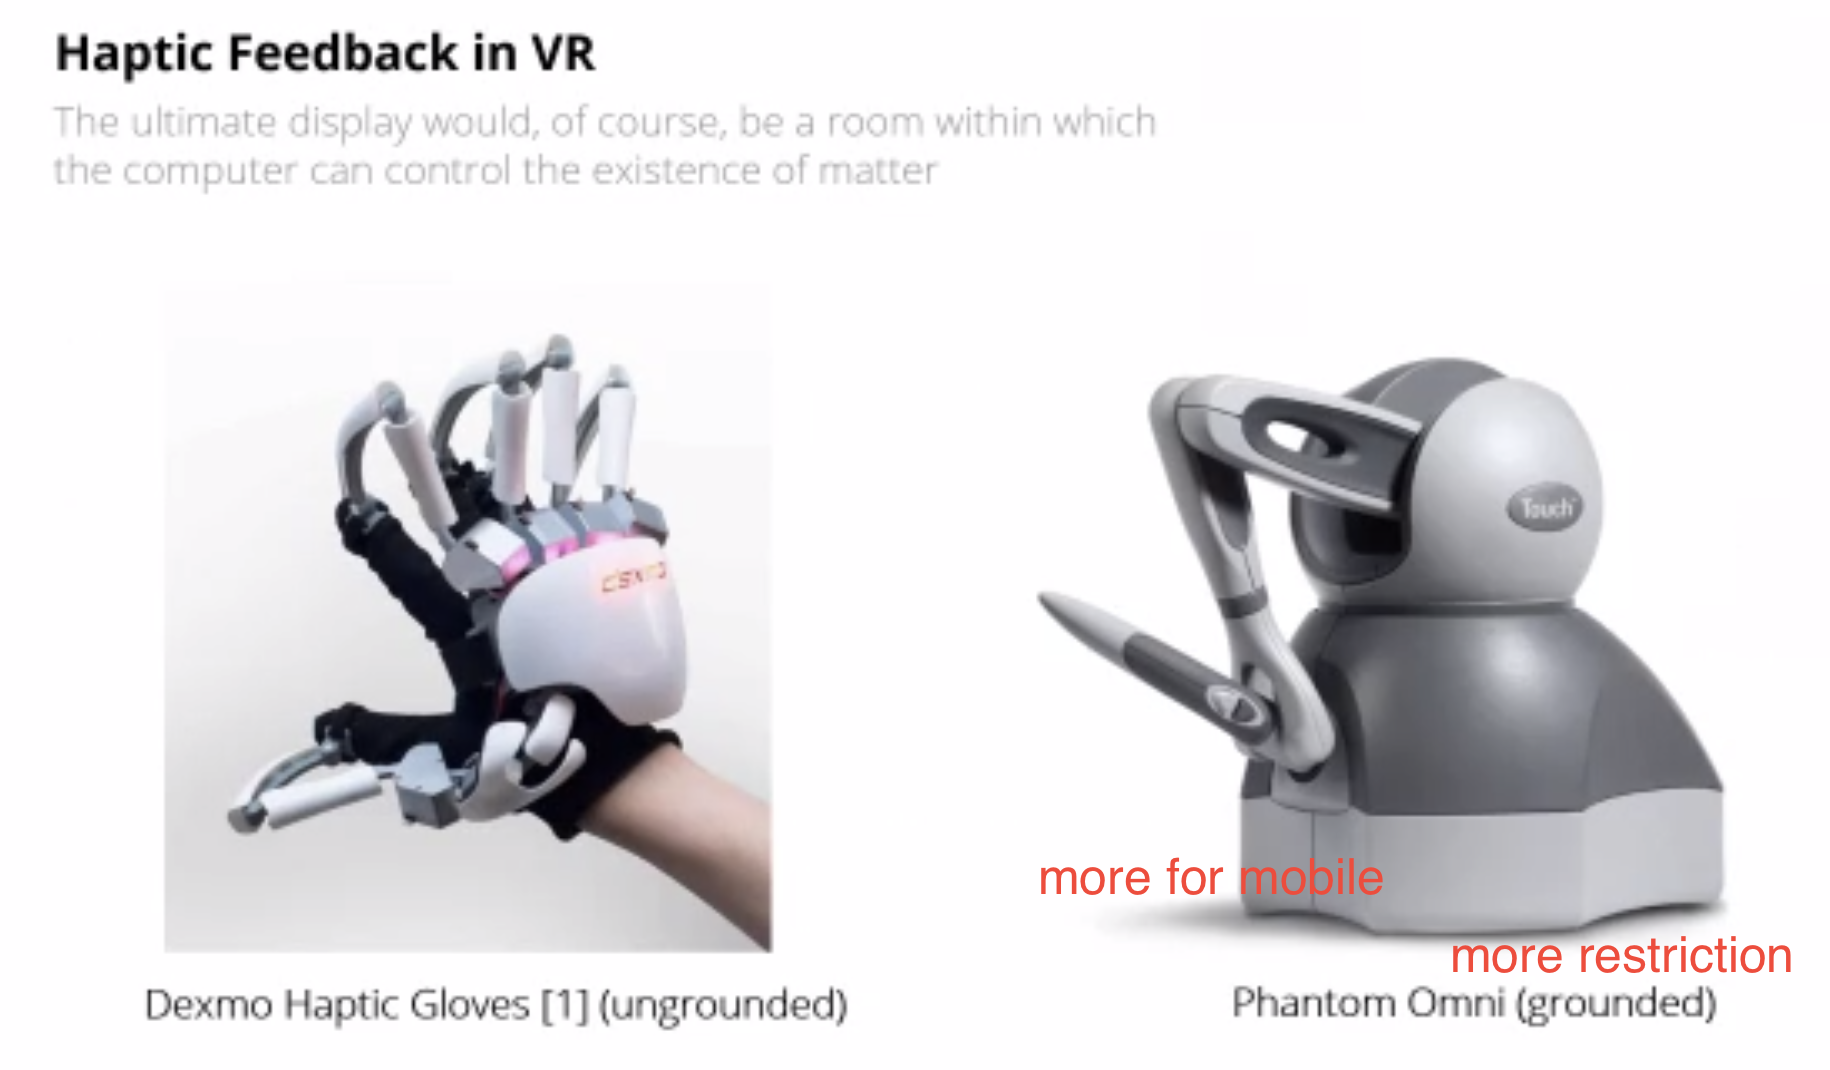 Haptic Feedback in VR
The ultimate display would, of course, be a room within which
the computer can control the existence of matter
Touch
more for mobile
more restriction
Dexmo Haptic Gloves [1] (ungrounded)
Phantom Omni (grounded)